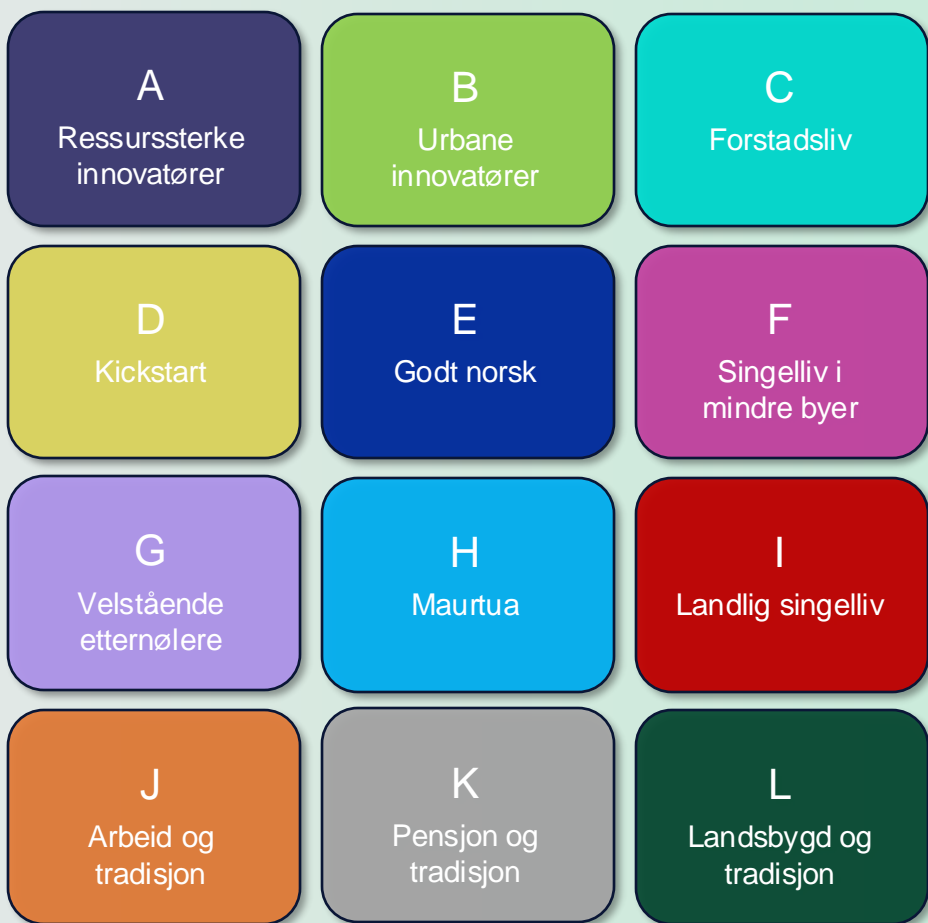 A
Ressurssterke
innovatører
B
Urbane
innovatører
C
Forstadsliv
D
Kickstart
E
Godt norsk
F
Singelliv i
mindre byer
G
Velstående
etternølere
H
Maurtua
I
Landlig singelliv
J
Arbeid og
tradisjon
K
Pensjon og
tradisjon
L
Landsbygd og
tradisjon